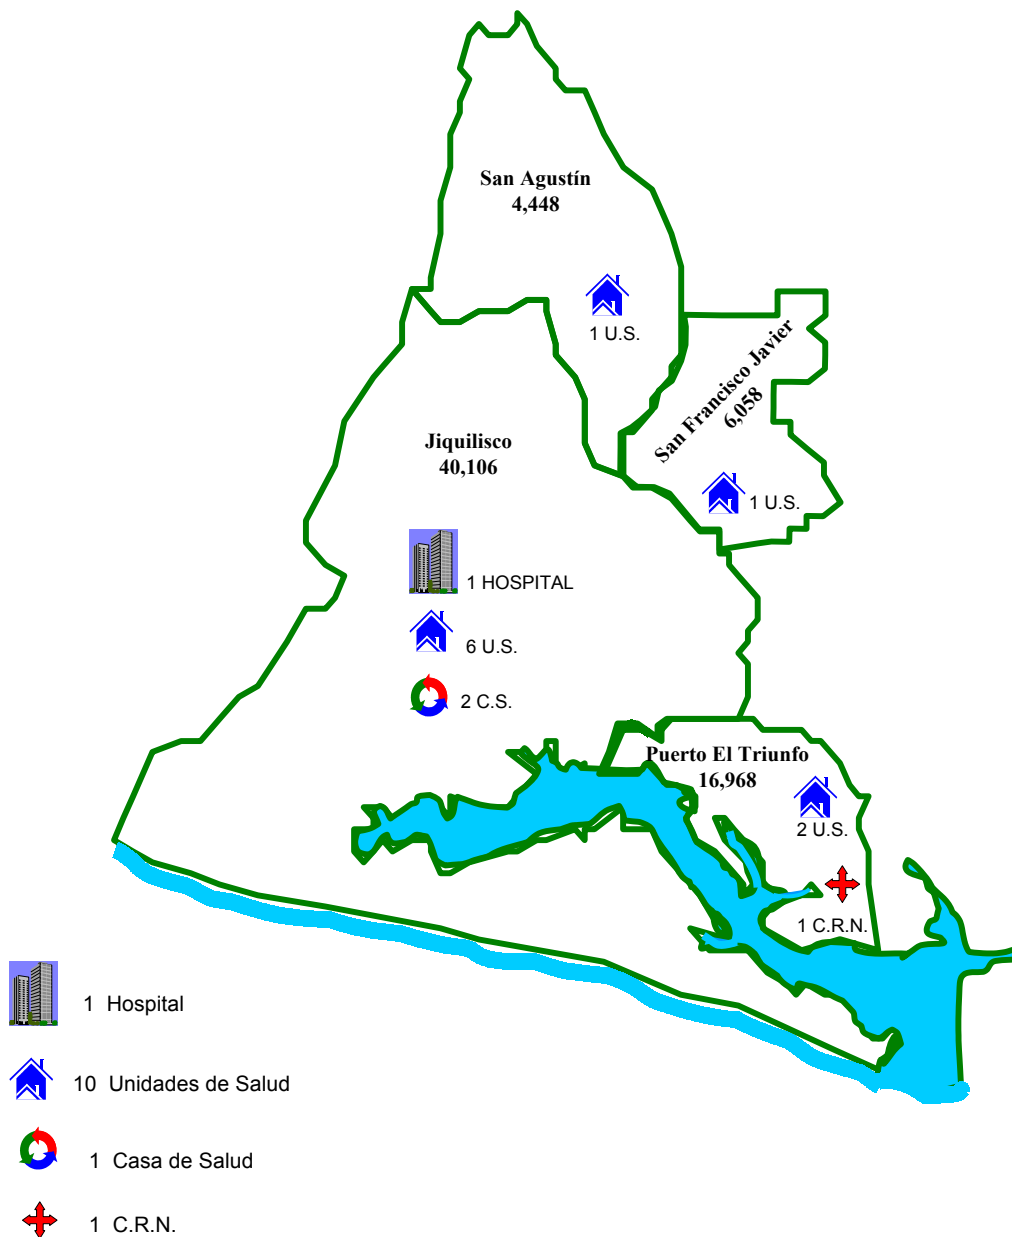 San Agustín
4,448
1 U.S.
San Francisco Javier
6,058
1 U.S.
Jiquilisco
40,106
1 HOSPITAL
6 U.S.
2 C.S.
Puerto El Triunfo
16,968
2 U.S.
1 C.R.N.
1 Hospital
10 Unidades de Salud
1 Casa de Salud
1 C.R.N.